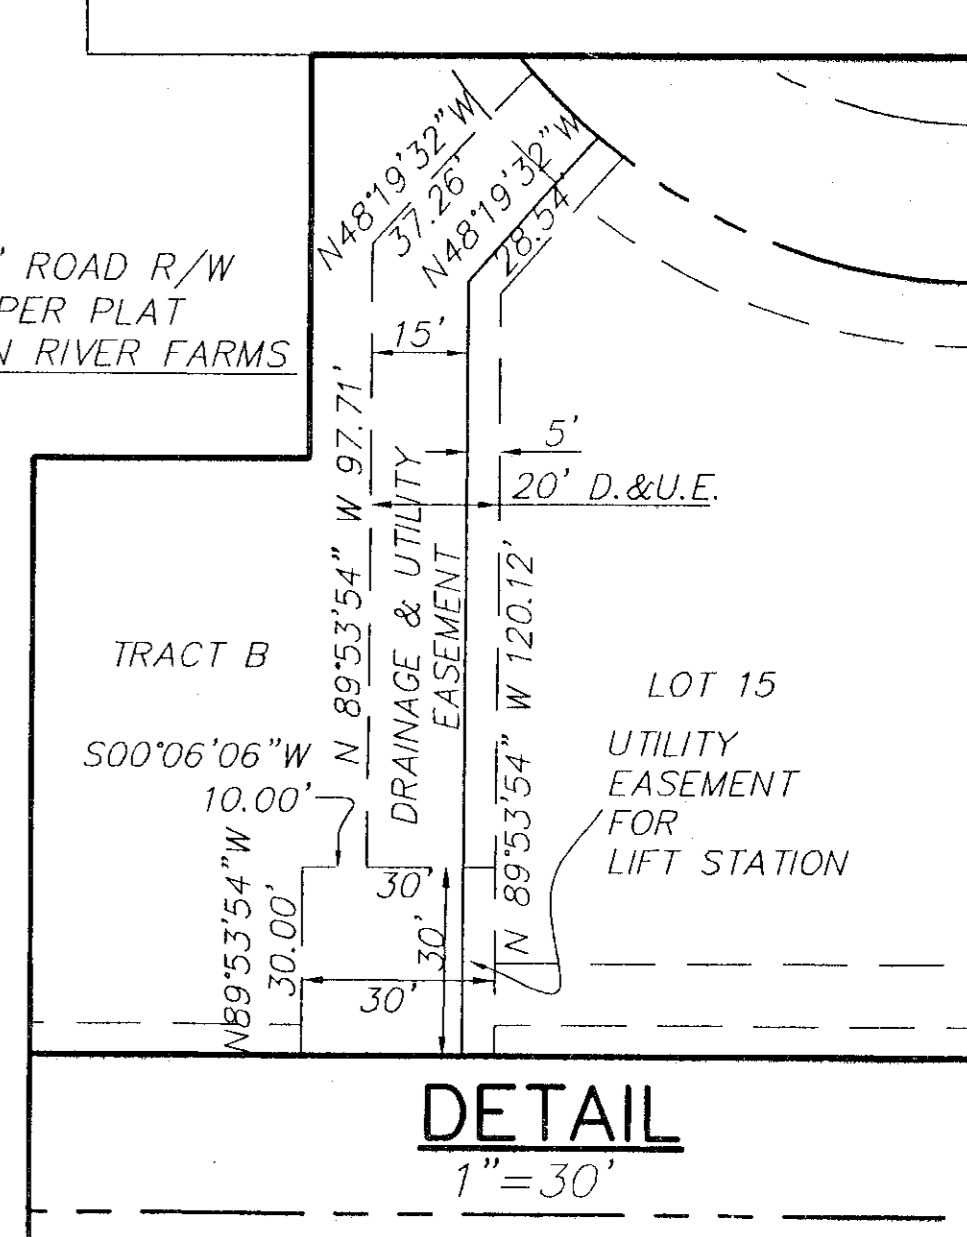 N48°19'32"W
37.26'
N48°19'32"W
28.54'
' ROAD R/W
PER PLAT
N RIVER FARMS
15'
5'
20' D.&U.E.
N 89°53'54" W 97.71'
DRAINAGE & UTILITY
EASEMENT
N 89°53'54" W 120.12'
TRACT B
LOT 15
S00°06'06"W
10.00'
UTILITY
EASEMENT
FOR
LIFT STATION
N89°53'54"W
30.00'
30'
30'
30'
DETAIL
1"=30'